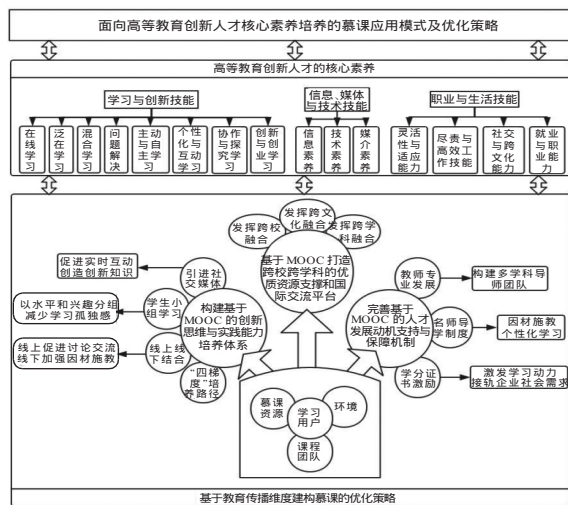 面向高等教育创新人才核心素养培养的慕课应用模式及优化策略
高等教育创新人才的核心素养
学习与创新技能
信息、媒体
与技术技能
职业与生活技能
在线学习
泛在学习
混合学习
问题解决
主动
与自
主学
习
个性
化与
互动
学习
协作
与探
究学
习
创新
与创
业学
习
信息素养
技术素养
媒介素养
灵活
性与
适应
能力
尽责与
高效工
作技能
社交
与跨
文化
能力
就业
与职
业能
力
发挥跨校
融合
发挥跨文
化融合
发挥跨学
科融合
基于 MOOC 打造
跨校跨学科的优
质资源支撑和国
际交流平台
促进实时互动
创造创新知识
引进社
交媒体
以水平和兴趣分组
减少学习孤独感
学生小
组学习
线上促进讨论交流
线下加强因材施教
线上线
下结合
“四梯
度”培
养路径
构建基于
MOOC 的创新
思维与实践能力
培养体系
完善基于
MOOC 的人才
发展动机支持与
保障机制
教师专
业发展
构建多学科导
师团队
名师导
学制度
因材施教
个性化学习
学分证
书激励
激发学习动力
接轨企业社会需求
慕课
资源
学习
用户
环境
课程
团队
基于教育传播维度建构慕课的优化策略